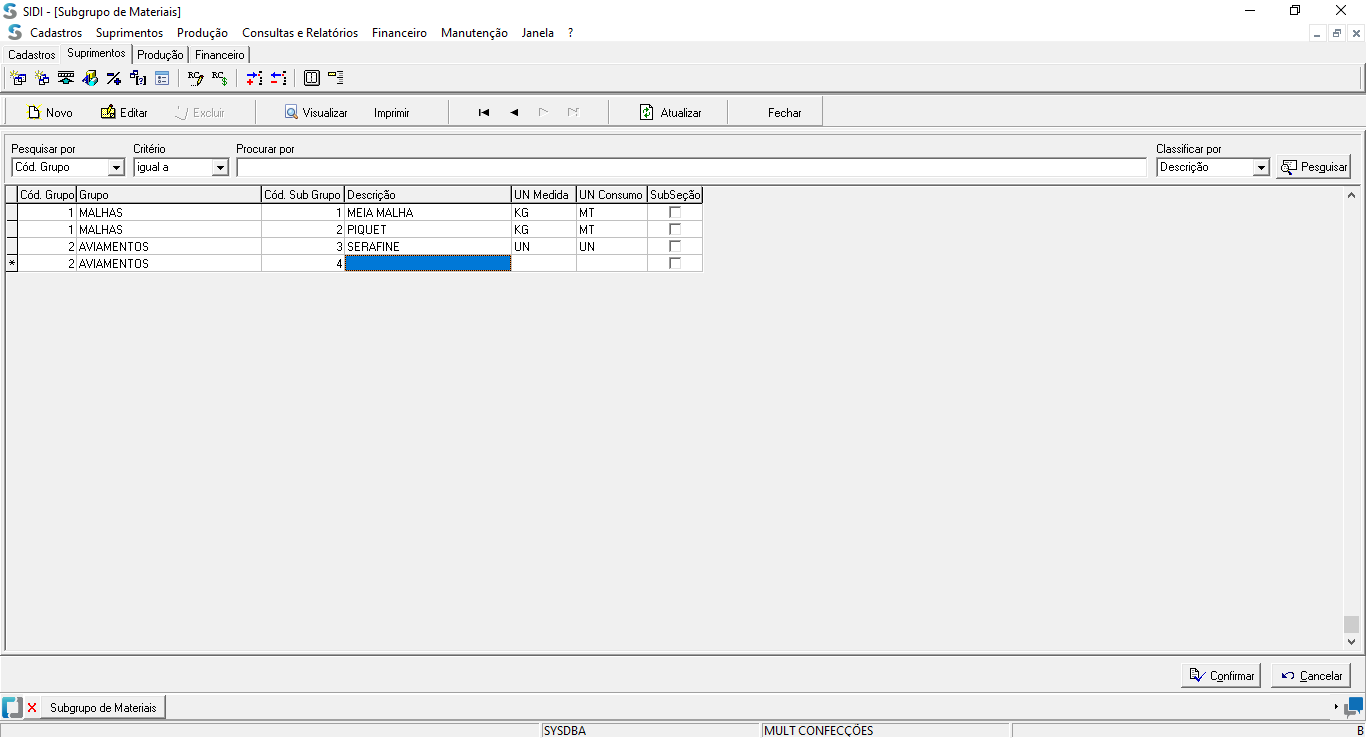 SIDI - [Subgrupo de Materiais]
Cadastros Suprimentos Produção Consultas e Relatórios Financeiro Manutenção Janela ?
Cadastros Suprimentos Produção Financeiro
Novo Editar Excluir Visualizar Imprimir Atualizar Fechar
Pesquisar por Critério Procurar por Classificar por
Cód. Grupo igual a Descrição Pesquisar
Cód. Grupo Grupo Cód. Sub Grupo Descrição UN Medida UN Consumo SubSeção
1 MALHAS 1 MEIA MALHA KG MT
1 MALHAS 2 PIQUET KG MT
2 AVIAMENTOS 3 SERAFINE UN UN
* 2 AVIAMENTOS 4
Confirmar Cancelar
Subgrupo de Materiais
SYSDBA MULT CONFECÇÕES B